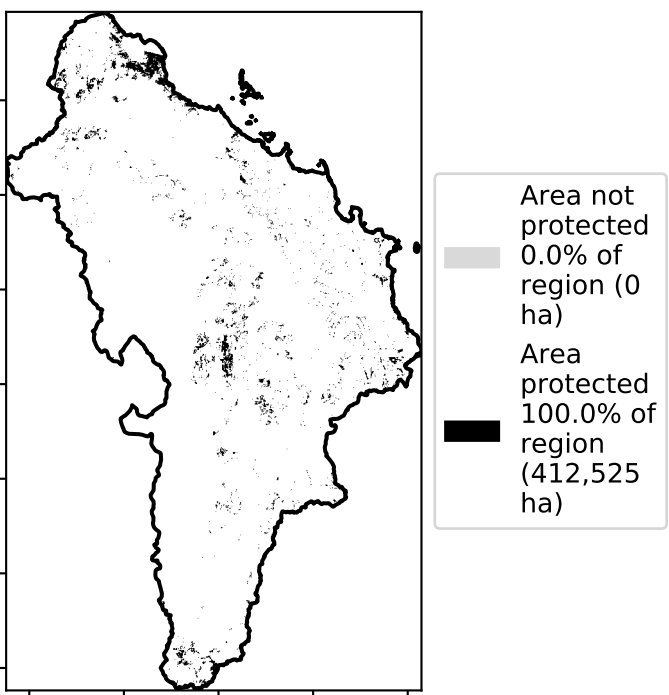 Area not
protected
0.0% of
region (0
ha)
Area
protected
100.0% of
region
(412,525
ha)